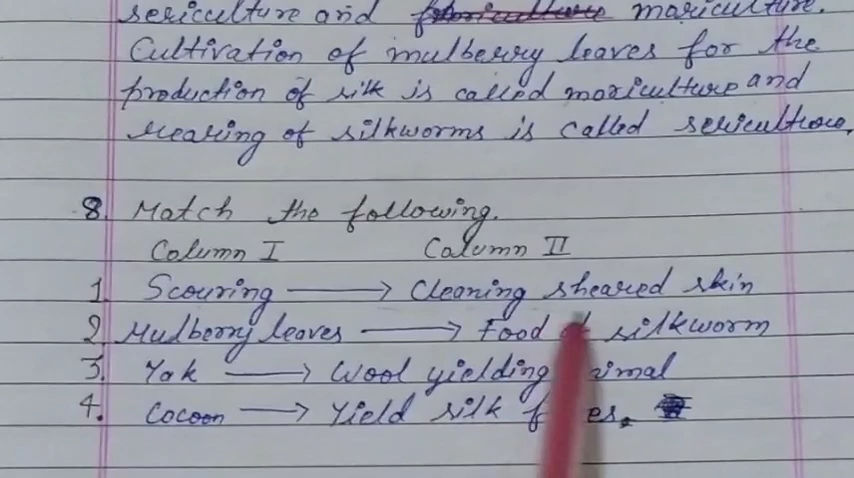 sericulture and moriculture.
Cultivation of mulberry leaves for the
production of silk is called moriculture and
rearing of silkworms is called sericulture.
8. Match the following.
Column I Column II
1. Scouring → Cleaning sheared skin
2. Mulberry leaves → Food silkworm
3. Yak → Wool yielding
4. Cocoon → Yield silk